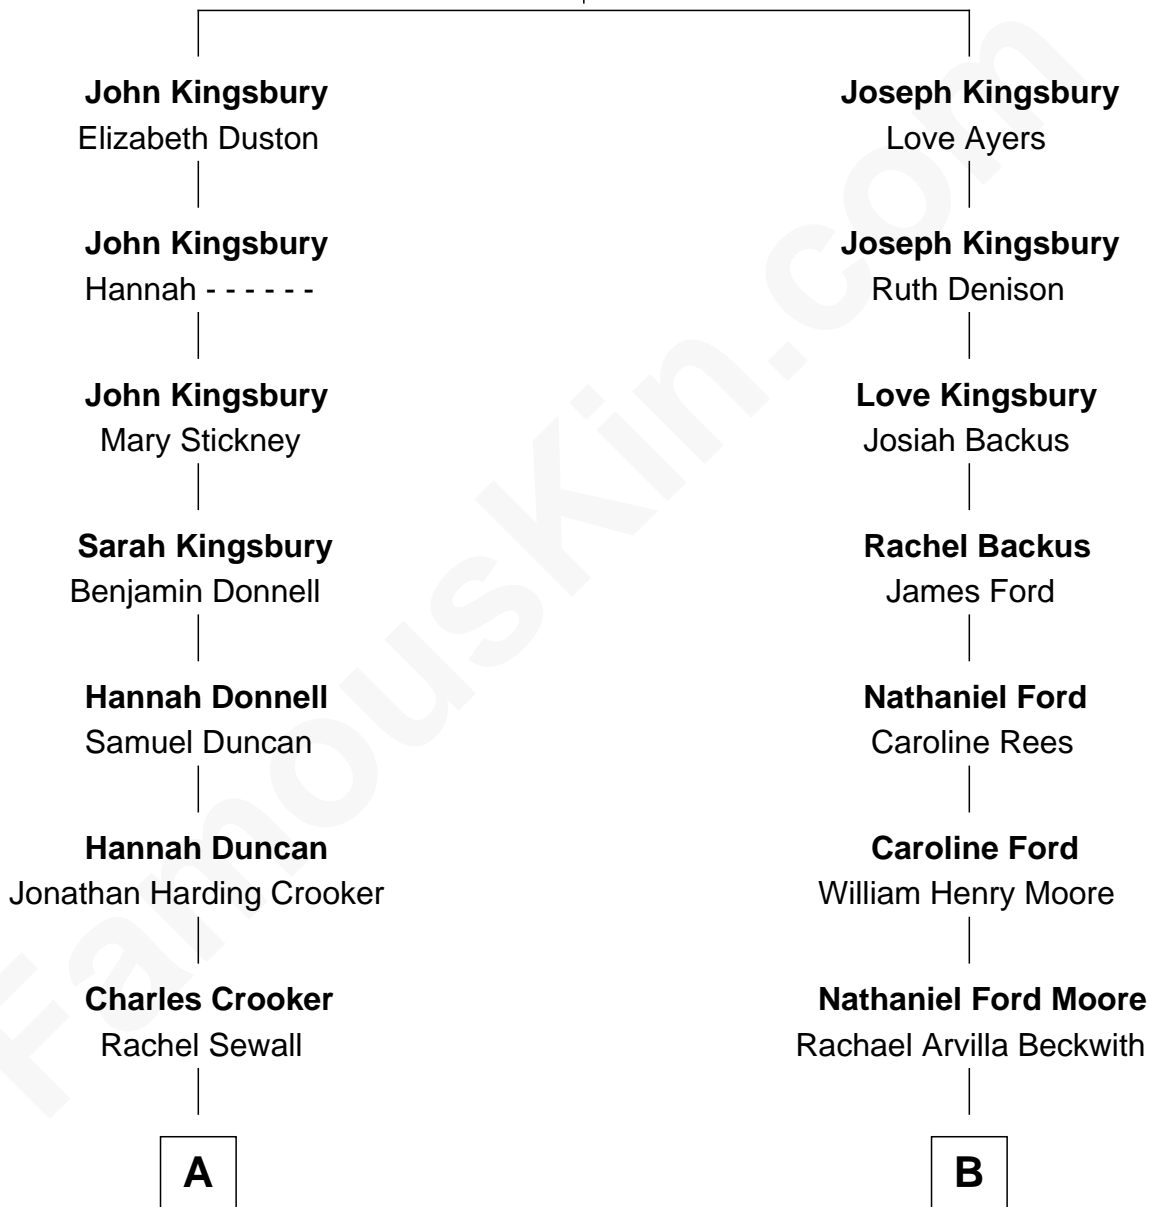 John Kingsbury
Elizabeth Duston
John Kingsbury
Hannah - - - - - -
John Kingsbury
Mary Stickney
Sarah Kingsbury
Benjamin Donnell
Hannah Donnell
Samuel Duncan
Hannah Duncan
Jonathan Harding Crooker
Charles Crooker
Rachel Sewall
A
Joseph Kingsbury
Love Ayers
Joseph Kingsbury
Ruth Denison
Love Kingsbury
Josiah Backus
Rachel Backus
James Ford
Nathaniel Ford
Caroline Rees
Caroline Ford
William Henry Moore
Nathaniel Ford Moore
Rachael Arvilla Beckwith
B
FamousKin.com